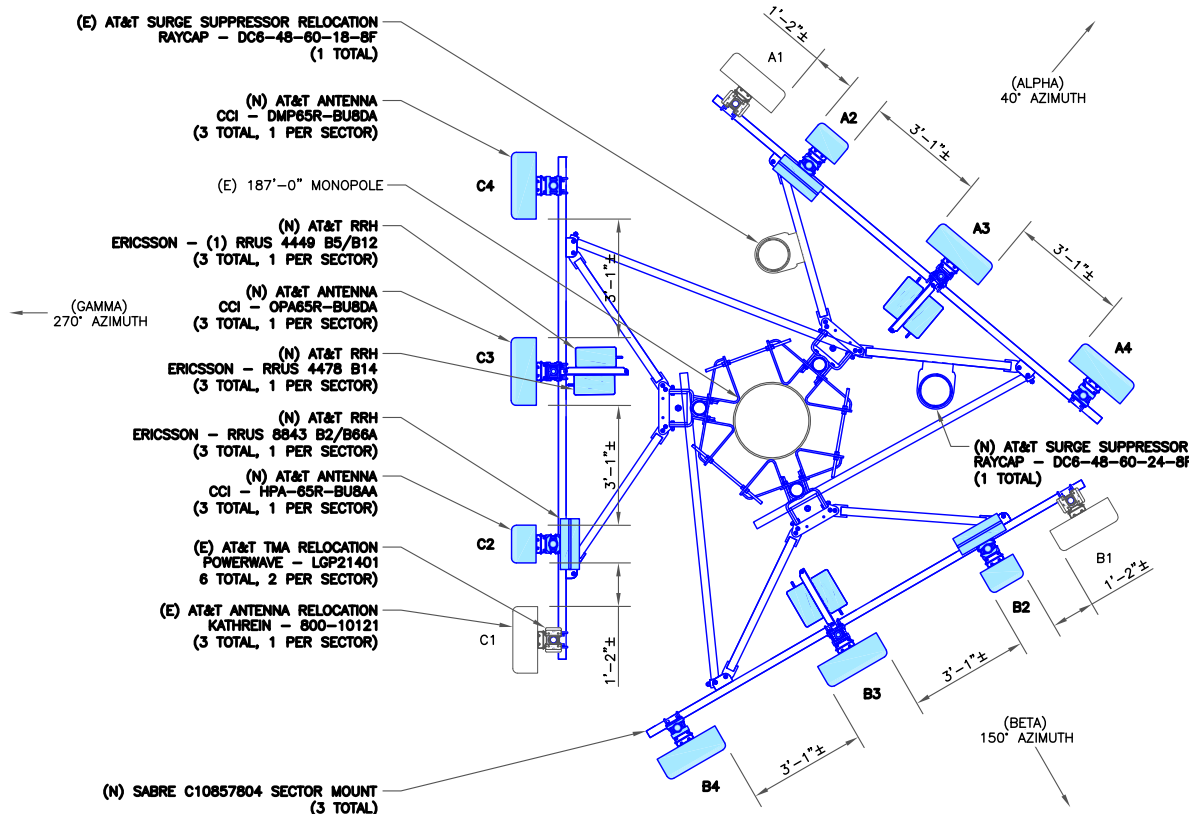 (E) AT&T SURGE SUPPRESSOR RELOCATION
RAYCAP - DC6-48-60-18-8F
(1 TOTAL)
(N) AT&T ANTENNA
CCI - DMP65R-BU8DA
(3 TOTAL, 1 PER SECTOR)
(E) 187'-0" MONOPOLE
(N) AT&T RRH
ERICSSON - (1) RRUS 4449 B5/B12
(3 TOTAL, 1 PER SECTOR)
(GAMMA)
270° AZIMUTH
(N) AT&T ANTENNA
CCI - OPA65R-BU8DA
(3 TOTAL, 1 PER SECTOR)
(N) AT&T RRH
ERICSSON - RRUS 4478 B14
(3 TOTAL, 1 PER SECTOR)
(N) AT&T RRH
ERICSSON - RRUS 8843 B2/B66A
(3 TOTAL, 1 PER SECTOR)
(N) AT&T ANTENNA
CCI - HPA-65R-BU8AA
(3 TOTAL, 1 PER SECTOR)
(E) AT&T TMA RELOCATION
POWERWAVE - LGP21401
6 TOTAL, 2 PER SECTOR)
(E) AT&T ANTENNA RELOCATION
KATHREIN - 800-10121
(3 TOTAL, 1 PER SECTOR)
(N) SABRE C10857804 SECTOR MOUNT
(3 TOTAL)
C4
3'-1"±
C3
3'-1"±
C2
1'-2"±
C1
1'-2"±
A1
A2
3'-1"±
A3
3'-1"±
A4
(ALPHA)
40° AZIMUTH
(N) AT&T SURGE SUPPRESSOR
RAYCAP - DC6-48-60-24-8F
(1 TOTAL)
B1
1'-2"±
B2
3'-1"±
B3
3'-1"±
B4
(BETA)
150° AZIMUTH